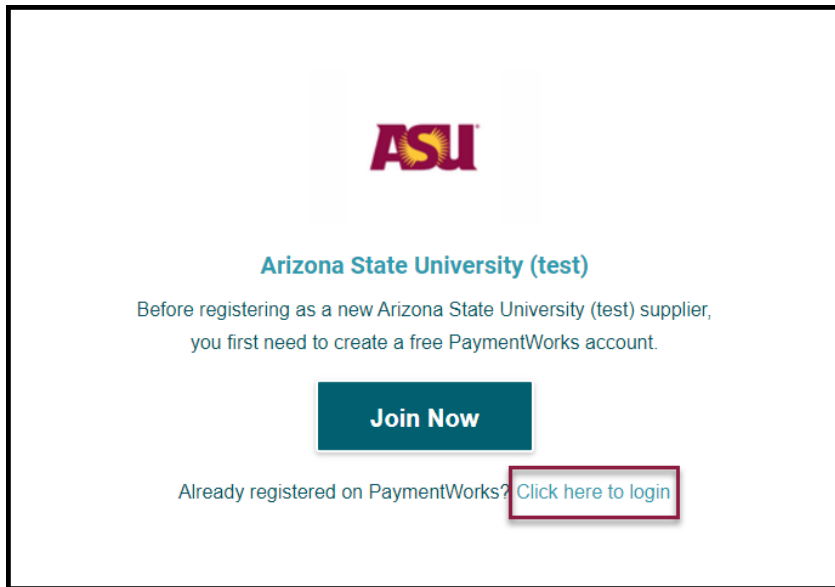 ASU
Arizona State University (test)
Before registering as a new Arizona State University (test) supplier,
you first need to create a free PaymentWorks account.
Join Now
Already registered on PaymentWorks? Click here to login